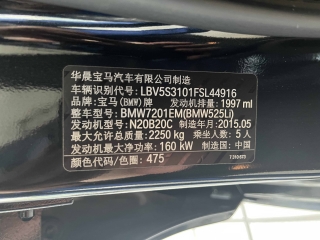 华晨宝马汽车有限公司制造
车辆识别代号:LBV5S3101FSL44916
品牌:宝马(BMW)牌 发动机排量:1997 ml
整车型号:BMW7201EM(BMW525Li)
发动机型号:N20B20C 制造年月:2015.05
最大允许总质量:2250 kg 乘坐人数:5 人
发动机最大净功率:160 kW 制造国:中国
颜色代码/色圈:475